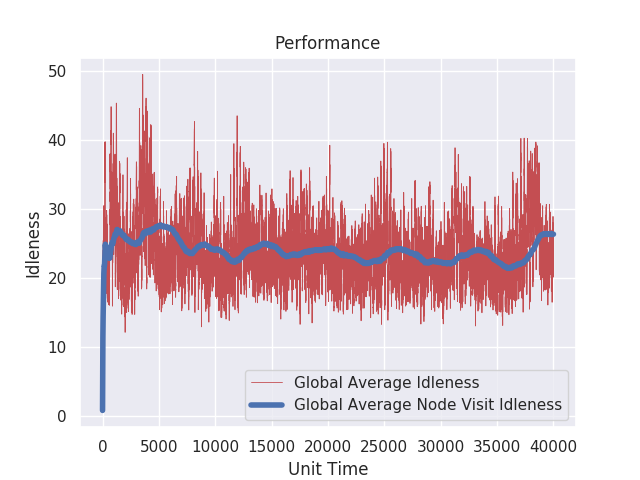 Performance
50
40
30
20
10
0
Idleness
Global Average Idleness
Global Average Node Visit Idleness
0 5000 10000 15000 20000 25000 30000 35000 40000
Unit Time